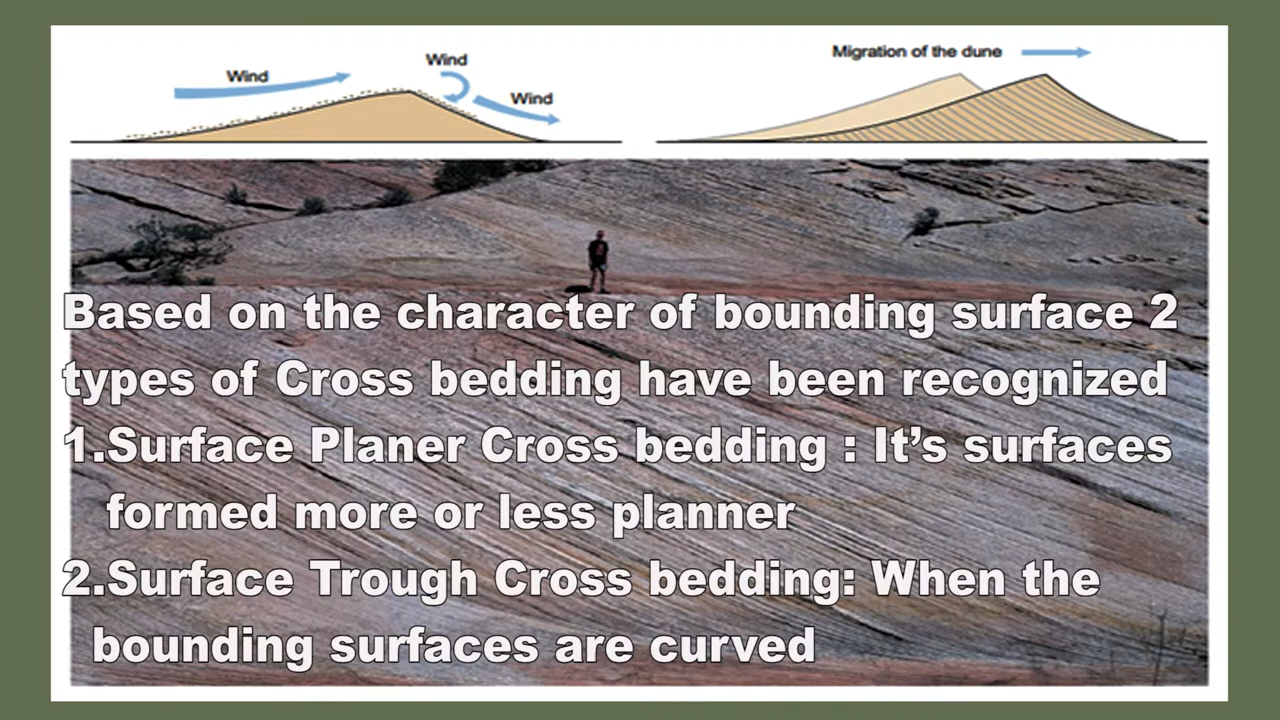 Wind
Wind
Wind
Migration of the dune
Based on the character of bounding surface 2
types of Cross bedding have been recognized
1.Surface Planer Cross bedding : It’s surfaces
formed more or less planner
2.Surface Trough Cross bedding: When the
bounding surfaces are curved